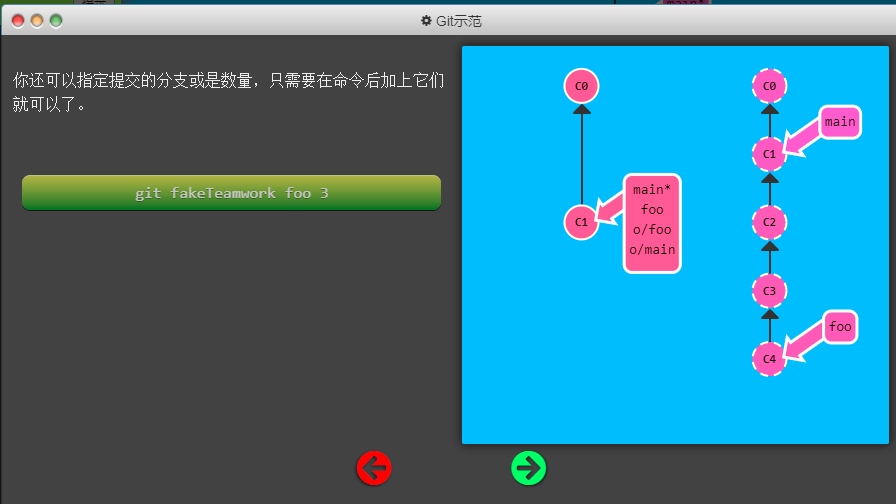 Git示范
你还可以指定提交的分支或是数量，只需要在命令后加上它们
就可以了。
git fakeTeamwork foo 3
C0
C1
main*
foo
o/foo
o/main
C0
main
C1
C2
C3
foo
C4